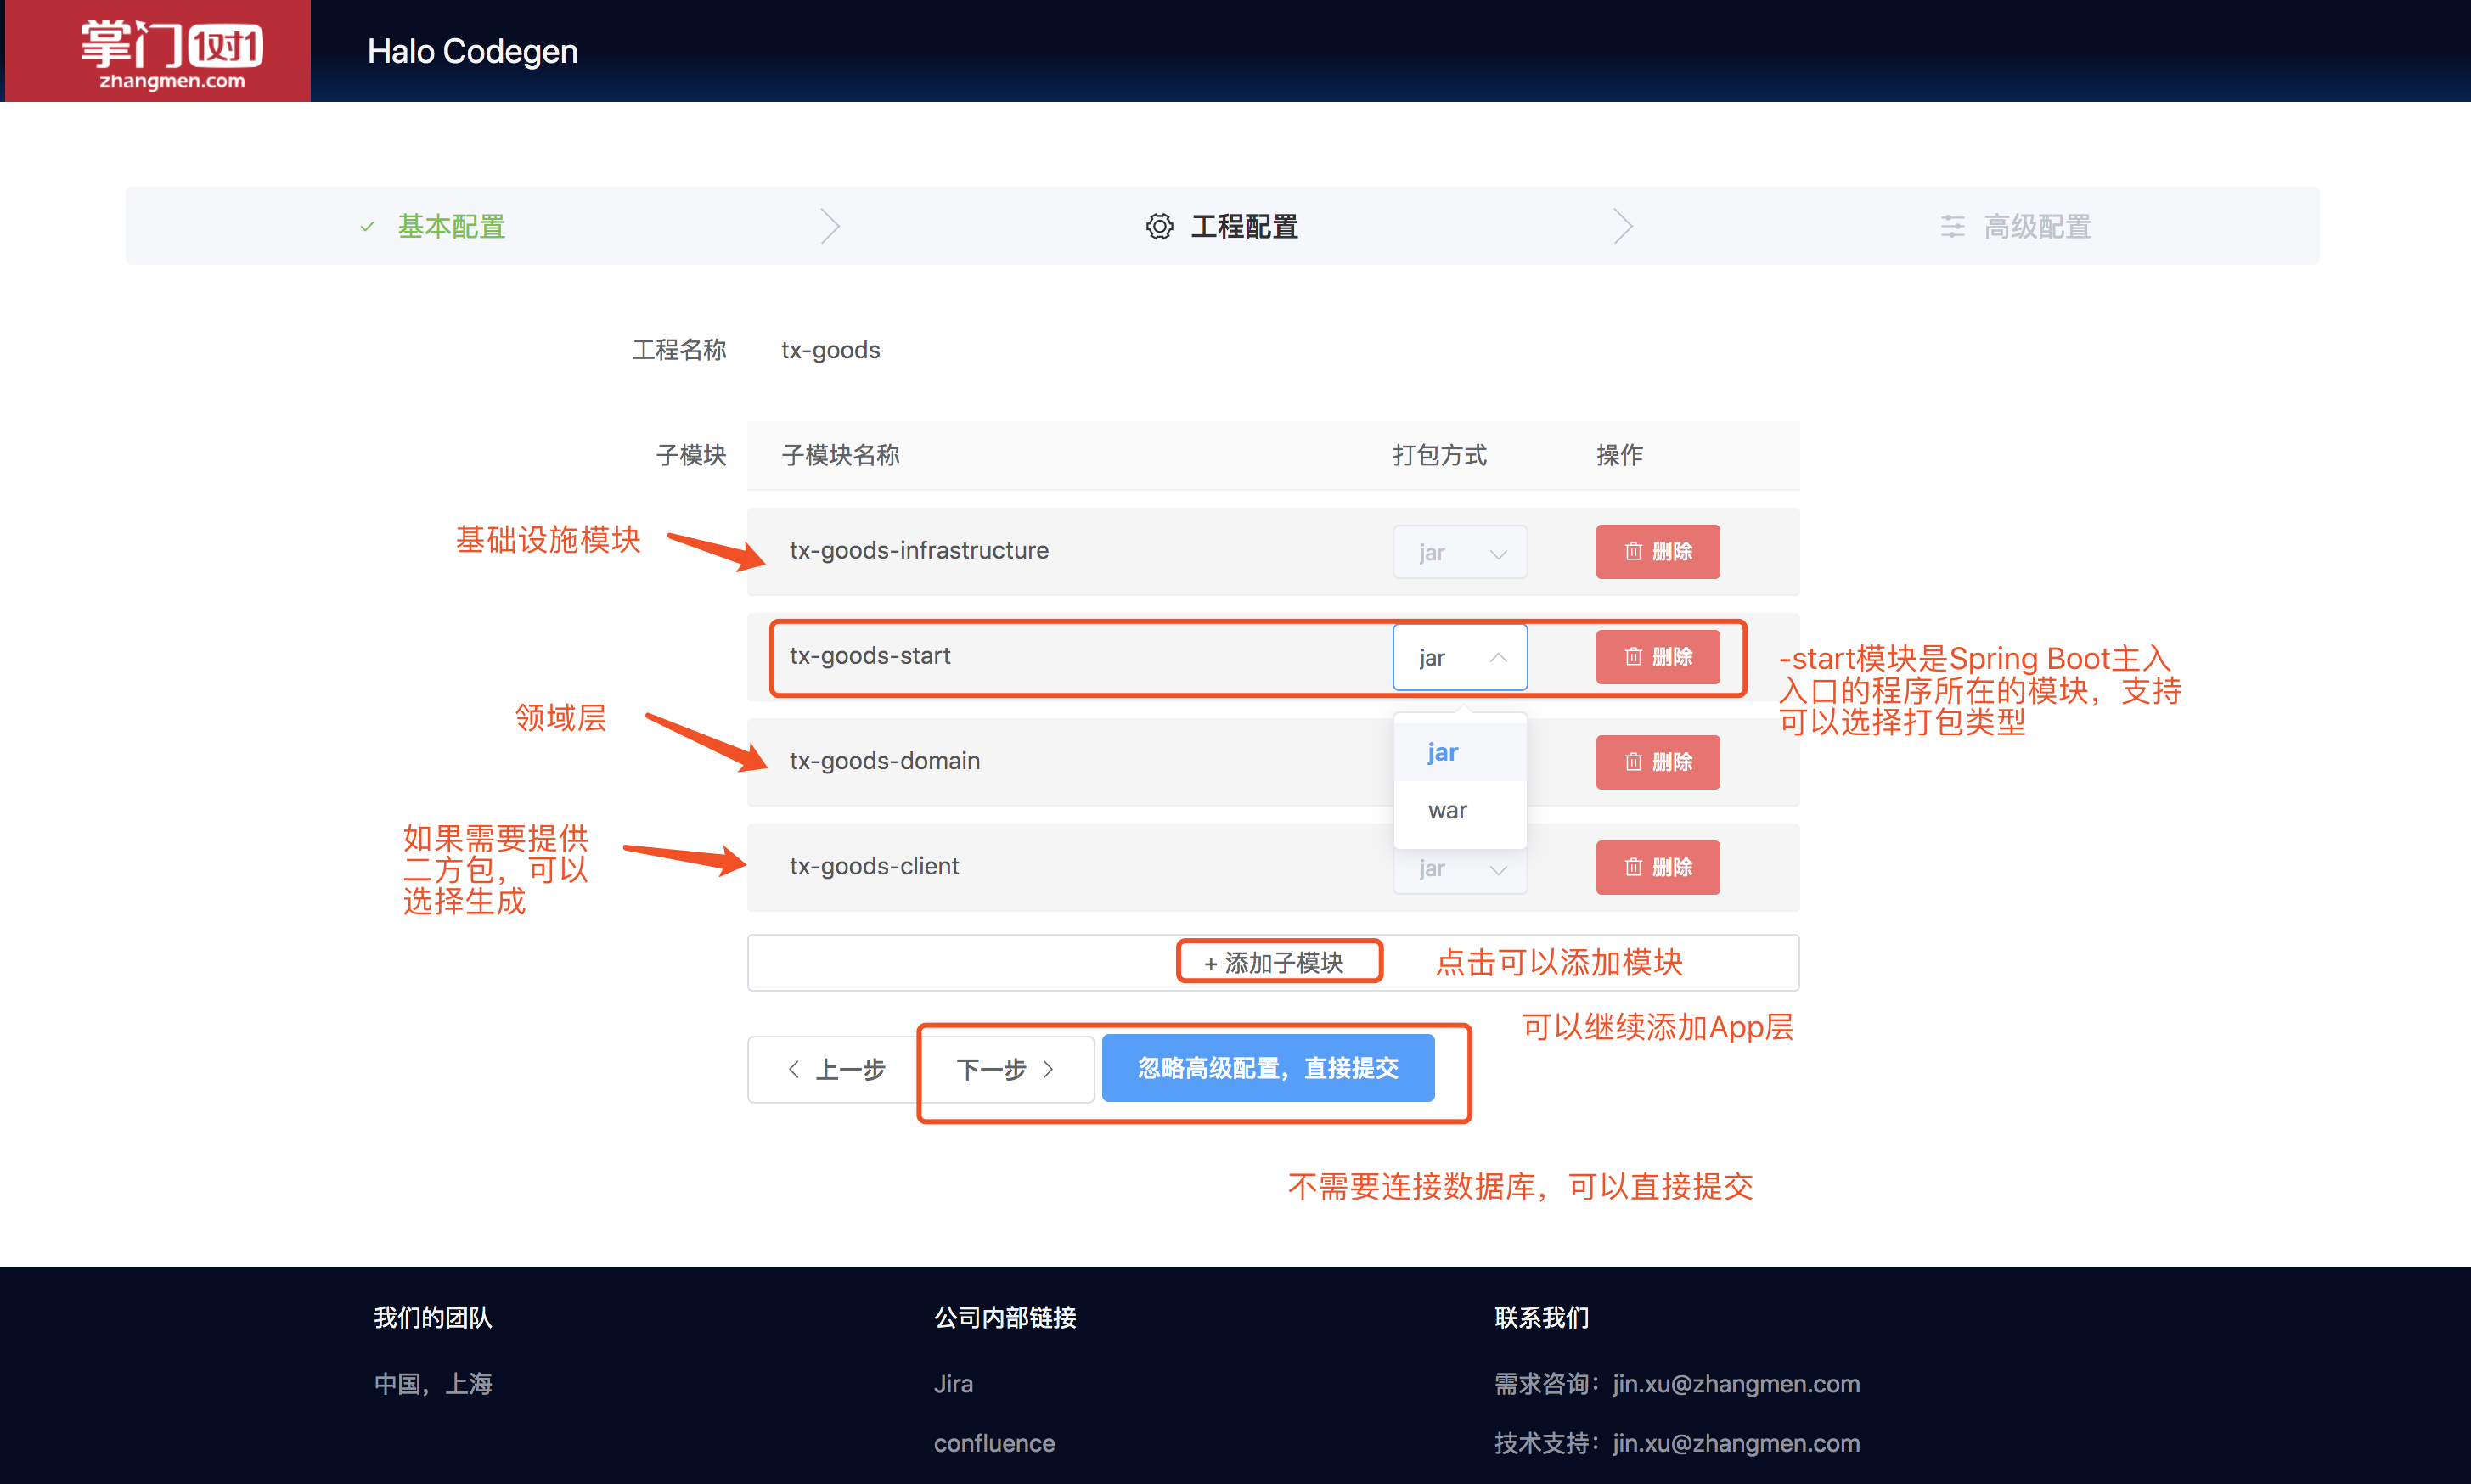 掌门1对1
zhangmen.com
Halo Codegen
基本配置
工程配置
高级配置
工程名称
tx-goods
子模块
子模块名称
打包方式
操作
基础设施模块
tx-goods-infrastructure
jar
删除
tx-goods-start
jar
删除
-start模块是Spring Boot主入
入口的程序所在的模块，支持
可以选择打包类型
领域层
tx-goods-domain
jar
war
删除
如果需要提供
二方包，可以
选择生成
tx-goods-client
jar
删除
+ 添加子模块
点击可以添加模块
可以继续添加App层
上一步
下一步
忽略高级配置，直接提交
不需要连接数据库，可以直接提交
我们的团队
公司内部链接
联系我们
中国，上海
Jira
需求咨询：jin.xu@zhangmen.com
confluence
技术支持：jin.xu@zhangmen.com